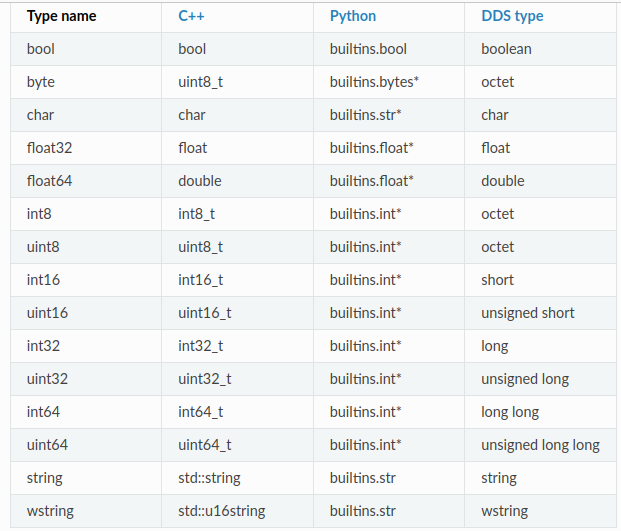 Type name C++ Python DDS type
bool bool builtins.bool boolean
byte uint8_t builtins.bytes* octet
char char builtins.str* char
float32 float builtins.float* float
float64 double builtins.float* double
int8 int8_t builtins.int* octet
uint8 uint8_t builtins.int* octet
int16 int16_t builtins.int* short
uint16 uint16_t builtins.int* unsigned short
int32 int32_t builtins.int* long
uint32 uint32_t builtins.int* unsigned long
int64 int64_t builtins.int* long long
uint64 uint64_t builtins.int* unsigned long long
string std::string builtins.str string
wstring std::u16string builtins.str wstring